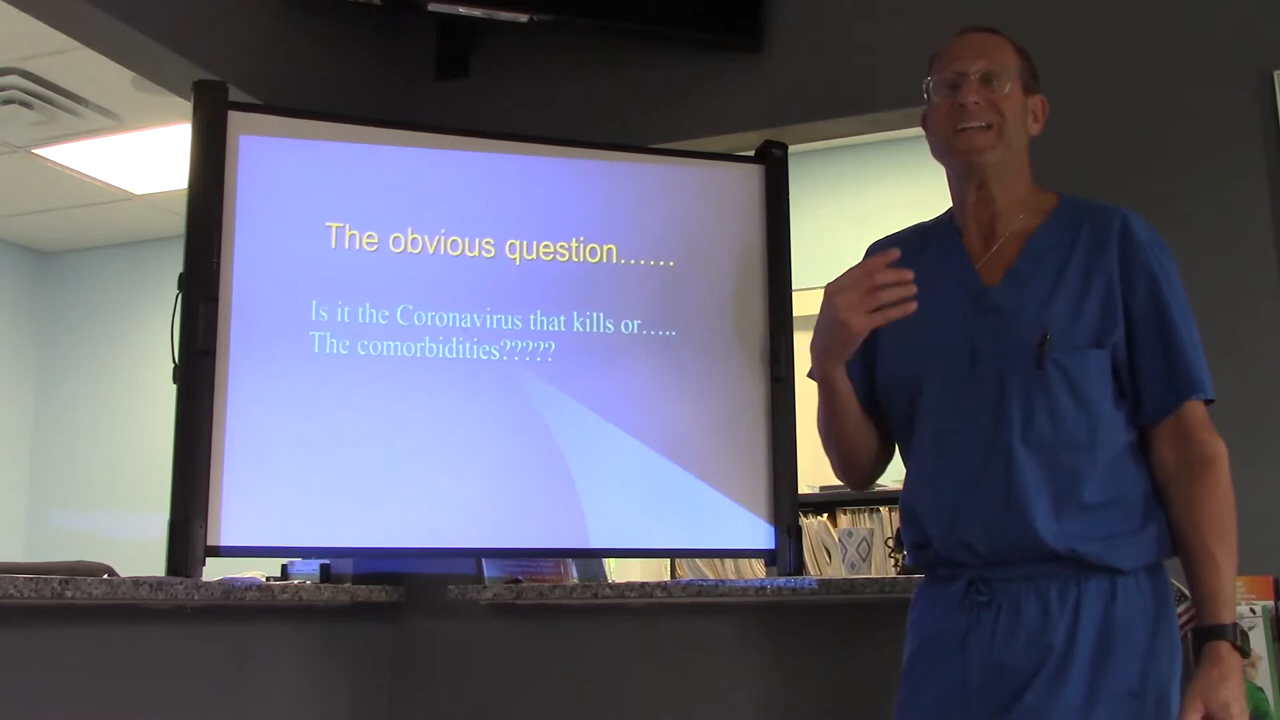 The obvious question......
Is it the Coronavirus that kills or.....
The comorbidities?????